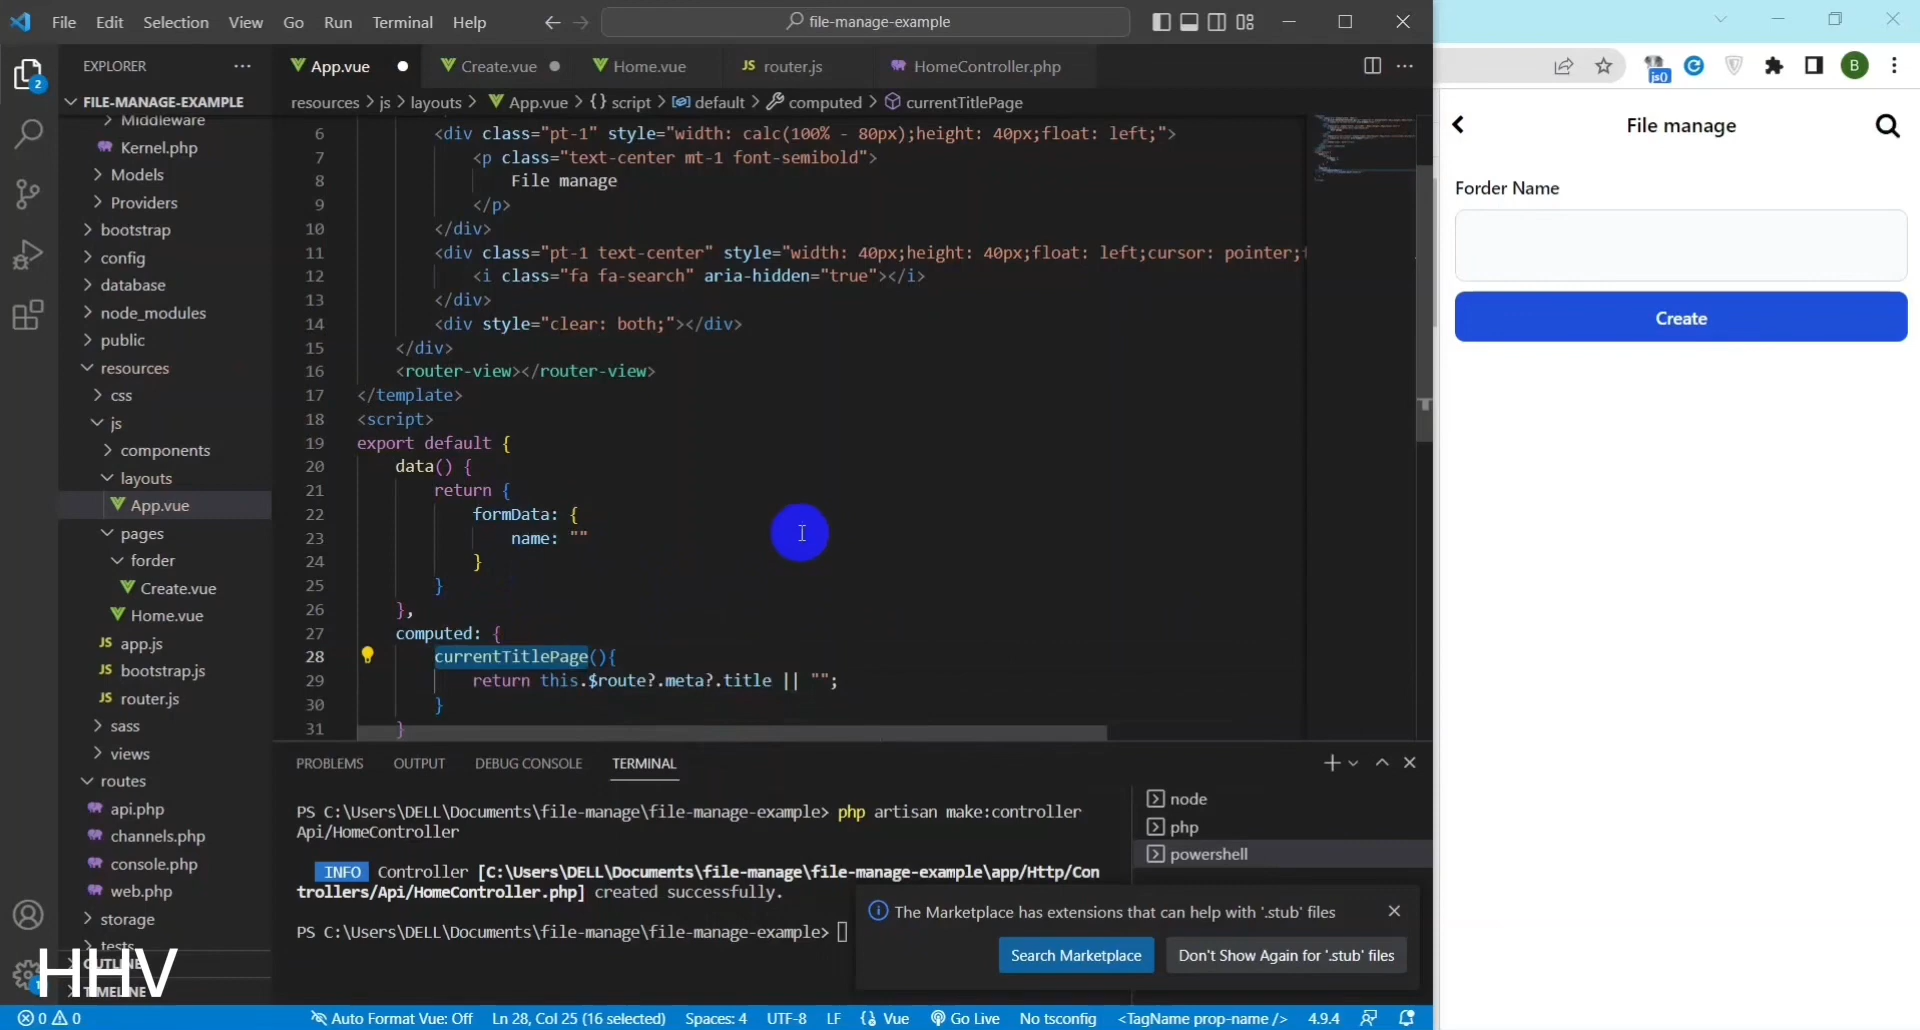 File Edit Selection View Go Run Terminal Help
file-manage-example
EXPLORER
App.vue
Create.vue
Home.vue
JS router.js
HomeController.php
resources > js > layouts > App.vue > {} script > default > computed > currentTitlePage
FILE-MANAGE-EXAMPLE
Middleware
Kernel.php
Models
Providers
bootstrap
config
database
node_modules
public
resources
css
js
components
layouts
App.vue
pages
forder
Create.vue
Home.vue
JS app.js
JS bootstrap.js
JS router.js
sass
views
routes
api.php
channels.php
console.php
web.php
storage
tests
OUTLINE
TIMELINE
2
6 <div class="pt-1" style="width: calc(100% - 80px);height: 40px;float: left;">
7 <p class="text-center mt-1 font-semibold">
8 File manage
9 </p>
10 </div>
11 <div class="pt-1 text-center" style="width: 40px;height: 40px;float: left;cursor: pointer;f
12 <i class="fa fa-search" aria-hidden="true"></i>
13 </div>
14 <div style="clear: both;"></div>
15 </div>
16 <router-view></router-view>
17 </template>
18 <script>
19 export default {
20 data() {
21 return {
22 formData: {
23 name: ""
24 }
25 }
26 },
27 computed: {
28 currentTitlePage(){
29 return this.$route?.meta?.title || "";
30 }
31 }
PROBLEMS OUTPUT DEBUG CONSOLE TERMINAL
PS C:\Users\DELL\Documents\file-manage\file-manage-example> php artisan make:controller
Api/HomeController
INFO Controller [C:\Users\DELL\Documents\file-manage\file-manage-example\app/Http/Con
trollers/Api/HomeController.php] created successfully.
PS C:\Users\DELL\Documents\file-manage\file-manage-example>
node
php
powershell
The Marketplace has extensions that can help with '.stub' files
Search Marketplace
Don't Show Again for '.stub' files
HHV
0 0 Auto Format Vue: Off Ln 28, Col 25 (16 selected) Spaces: 4 UTF-8 LF Vue Go Live No tsconfig <TagName prop-name /> 4.9.4
js()
B
File manage
Forder Name
Create